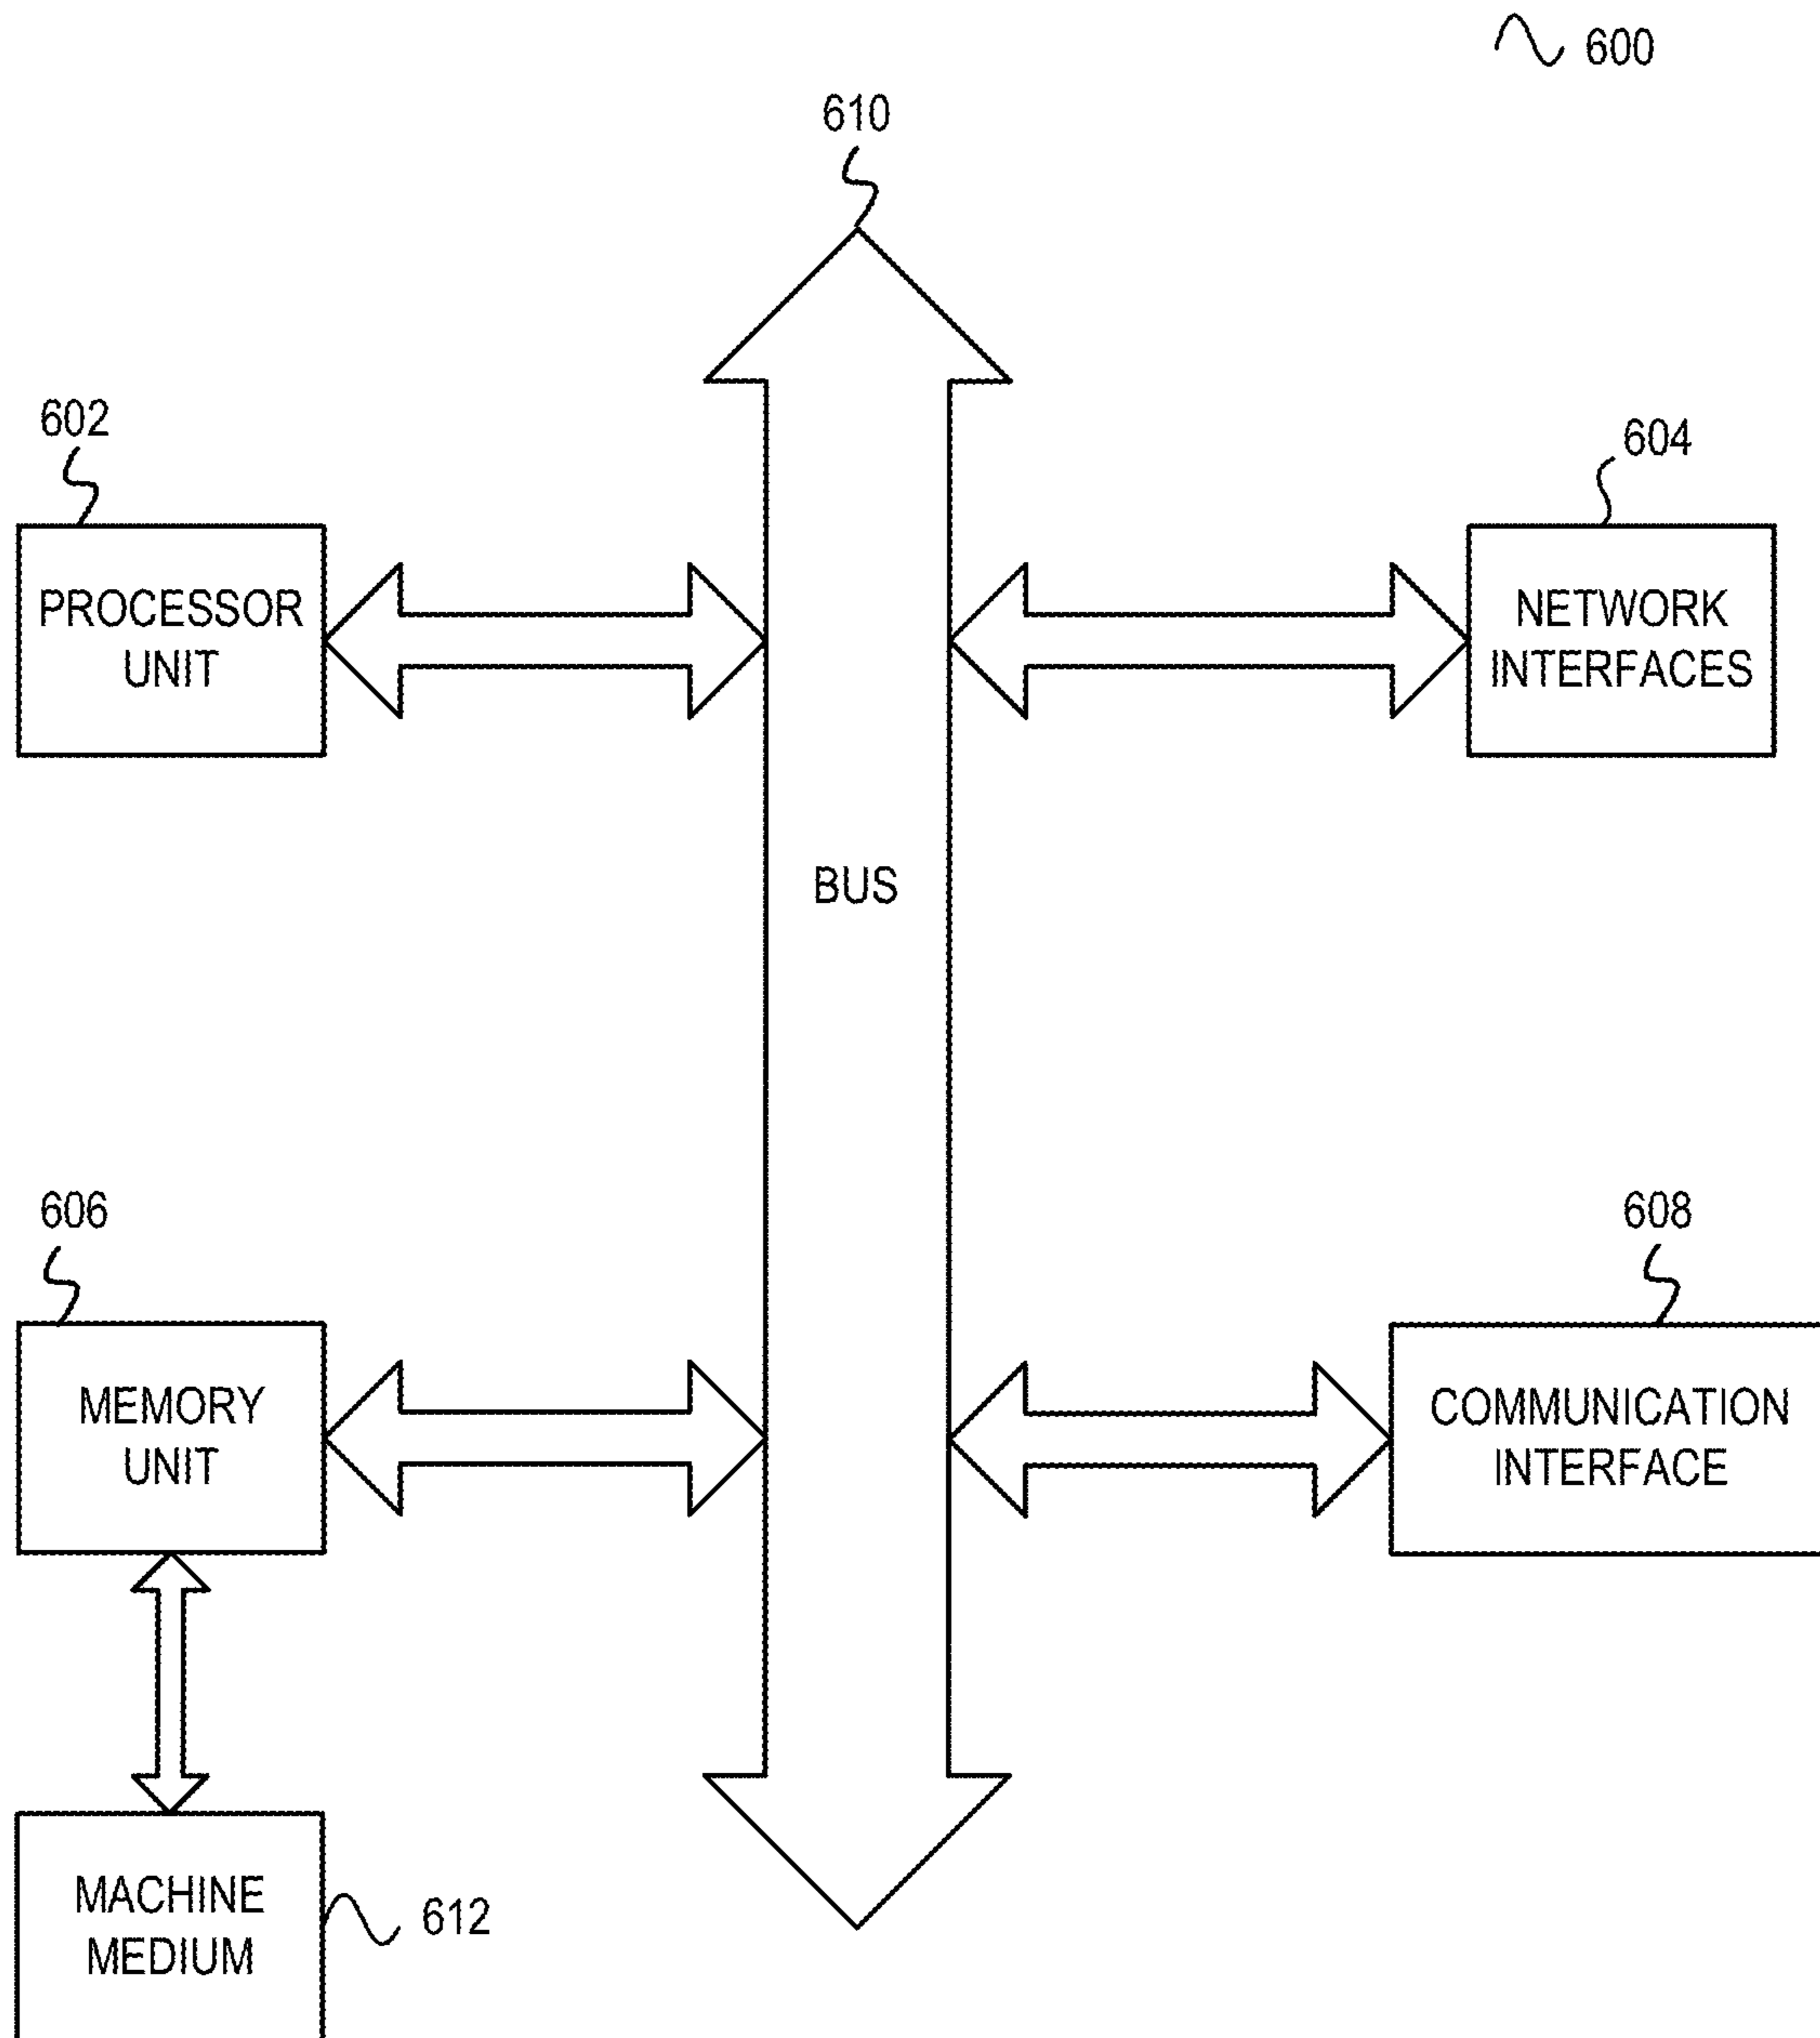 600
610
602
604
PROCESSOR
UNIT
NETWORK
INTERFACES
BUS
606
608
MEMORY
UNIT
COMMUNICATION
INTERFACE
MACHINE
MEDIUM
612